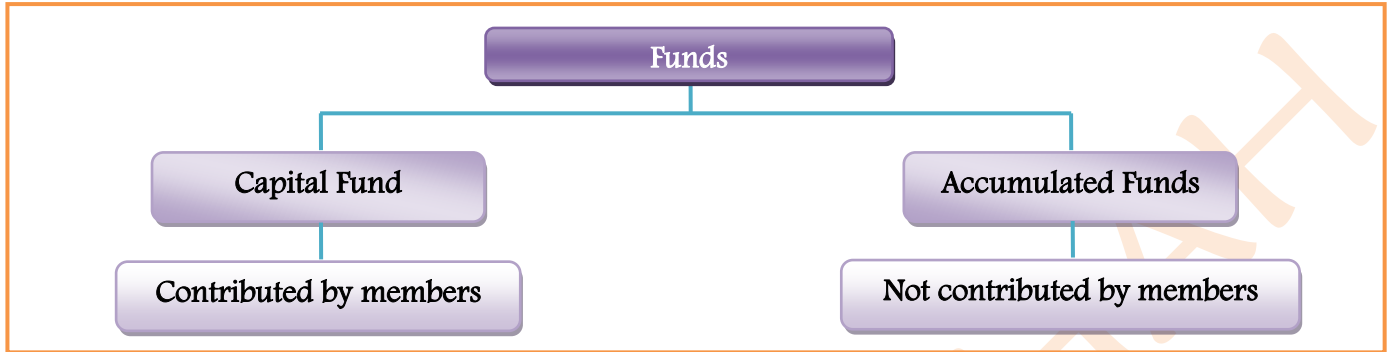 Funds
Capital Fund
Accumulated Funds
Contributed by members
Not contributed by members